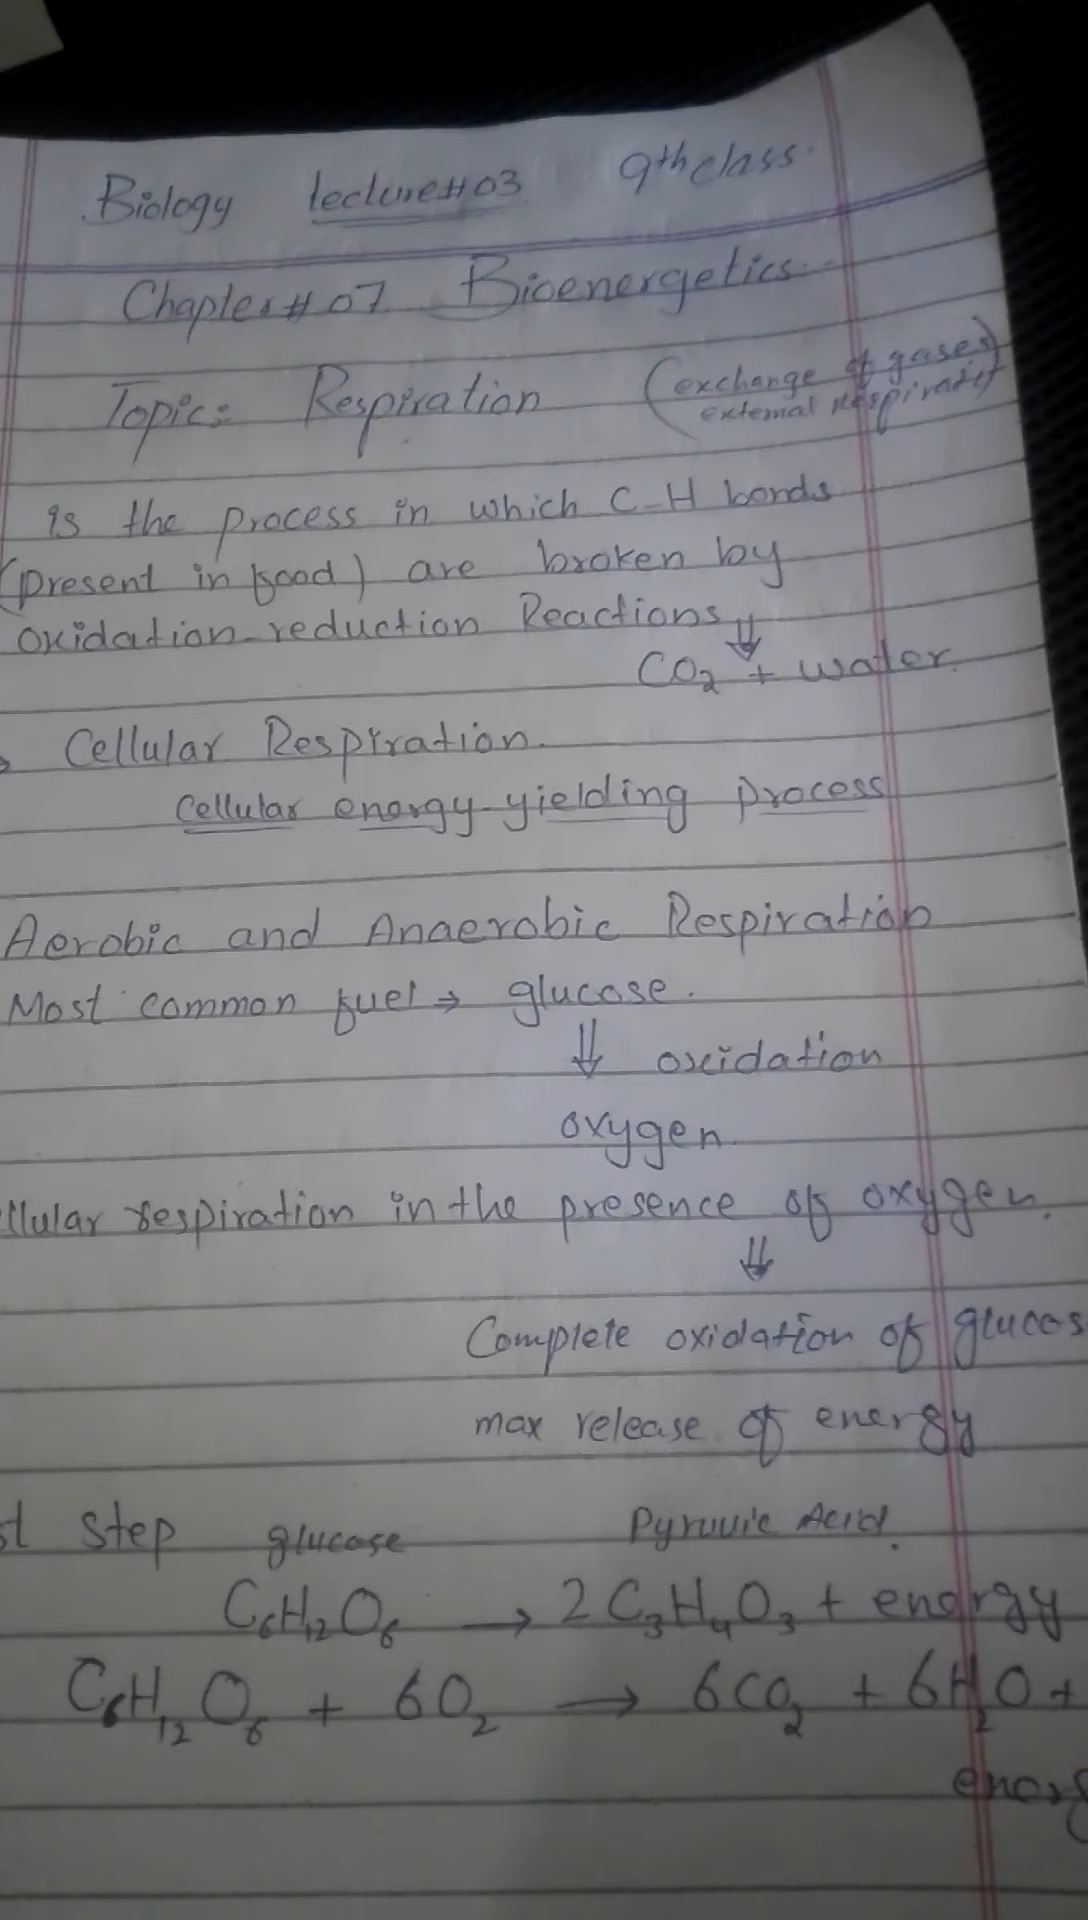 Biology lecture#03 9th class.
Chapter#07 Bioenergetics.
Topic: Respiration (exchange of gases)
external respiration
is the process in which C-H bonds
(present in food) are broken by
oxidation-reduction Reactions
⇓
CO₂ + water.
Cellular Respiration.
Cellular energy-yielding process
Aerobic and Anaerobic Respiration
Most common fuel → glucose.
⇓ oxidation
oxygen.
llular respiration in the presence of oxygen.
⇓
Complete oxidation of glucos
max release of energy
st step glucose Pyruvic Acid.
C₆H₁₂O₆ → 2C₃H₄O₃ + energy
C₆H₁₂O₆ + 6O₂ → 6CO₂ + 6H₂O +
energ